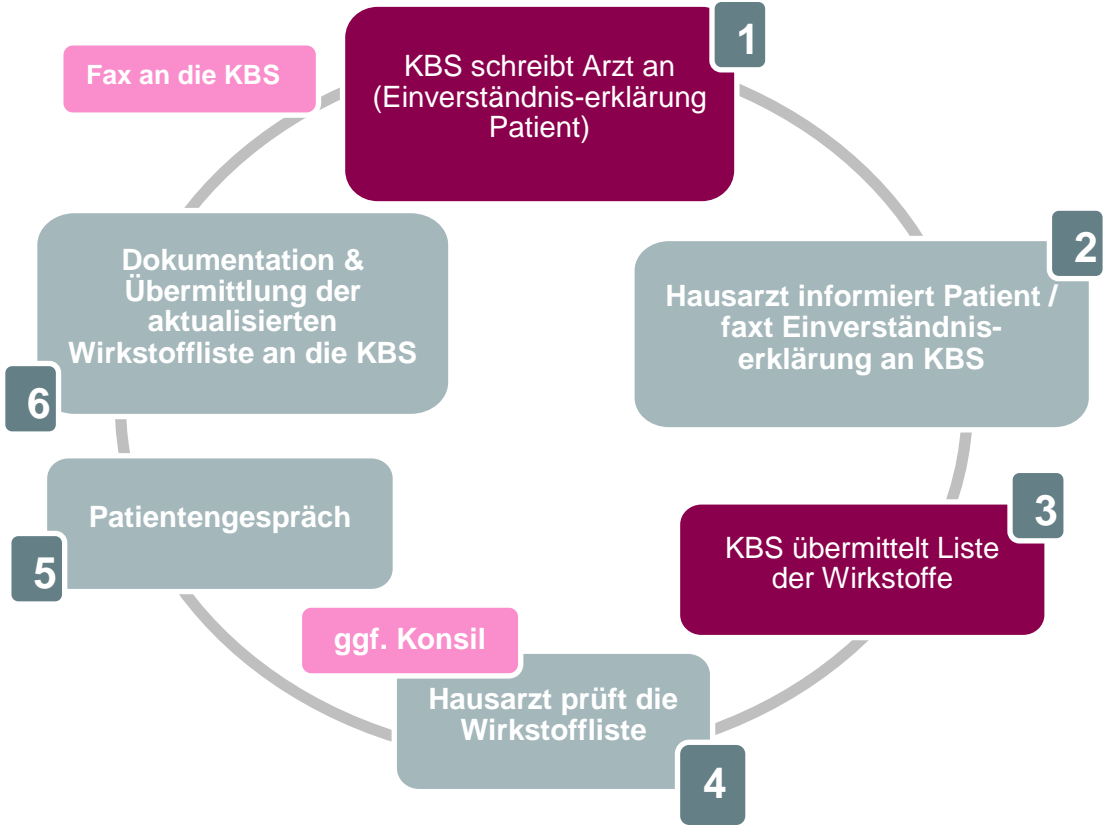 1
KBS schreibt Arzt an
(Einverständnis-erklärung
Patient)
Fax an die KBS
2
Hausarzt informiert Patient /
faxt Einverständnis-
erklärung an KBS
3
KBS übermittelt Liste
der Wirkstoffe
ggf. Konsil
Hausarzt prüft die
Wirkstoffliste
4
Patientengespräch
5
Dokumentation &
Übermittlung der
aktualisierten
Wirkstoffliste an die KBS
6